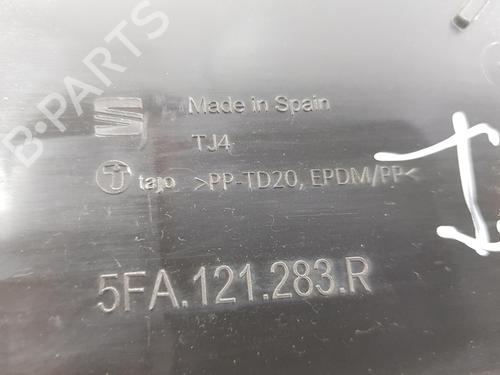 B-PARTS
Made in Spain
TJ4
tajo >PP-TD20, EPDM/PP<
5FA.121.283.R